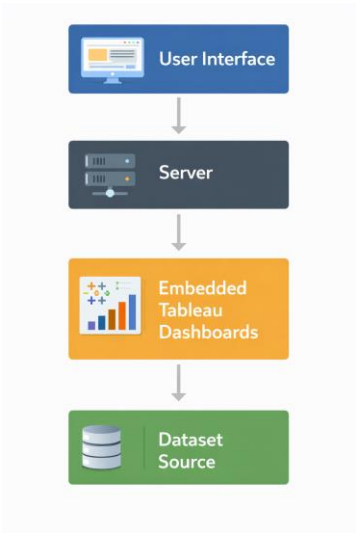 User Interface
Server
Embedded
Tableau
Dashboards
Dataset
Source